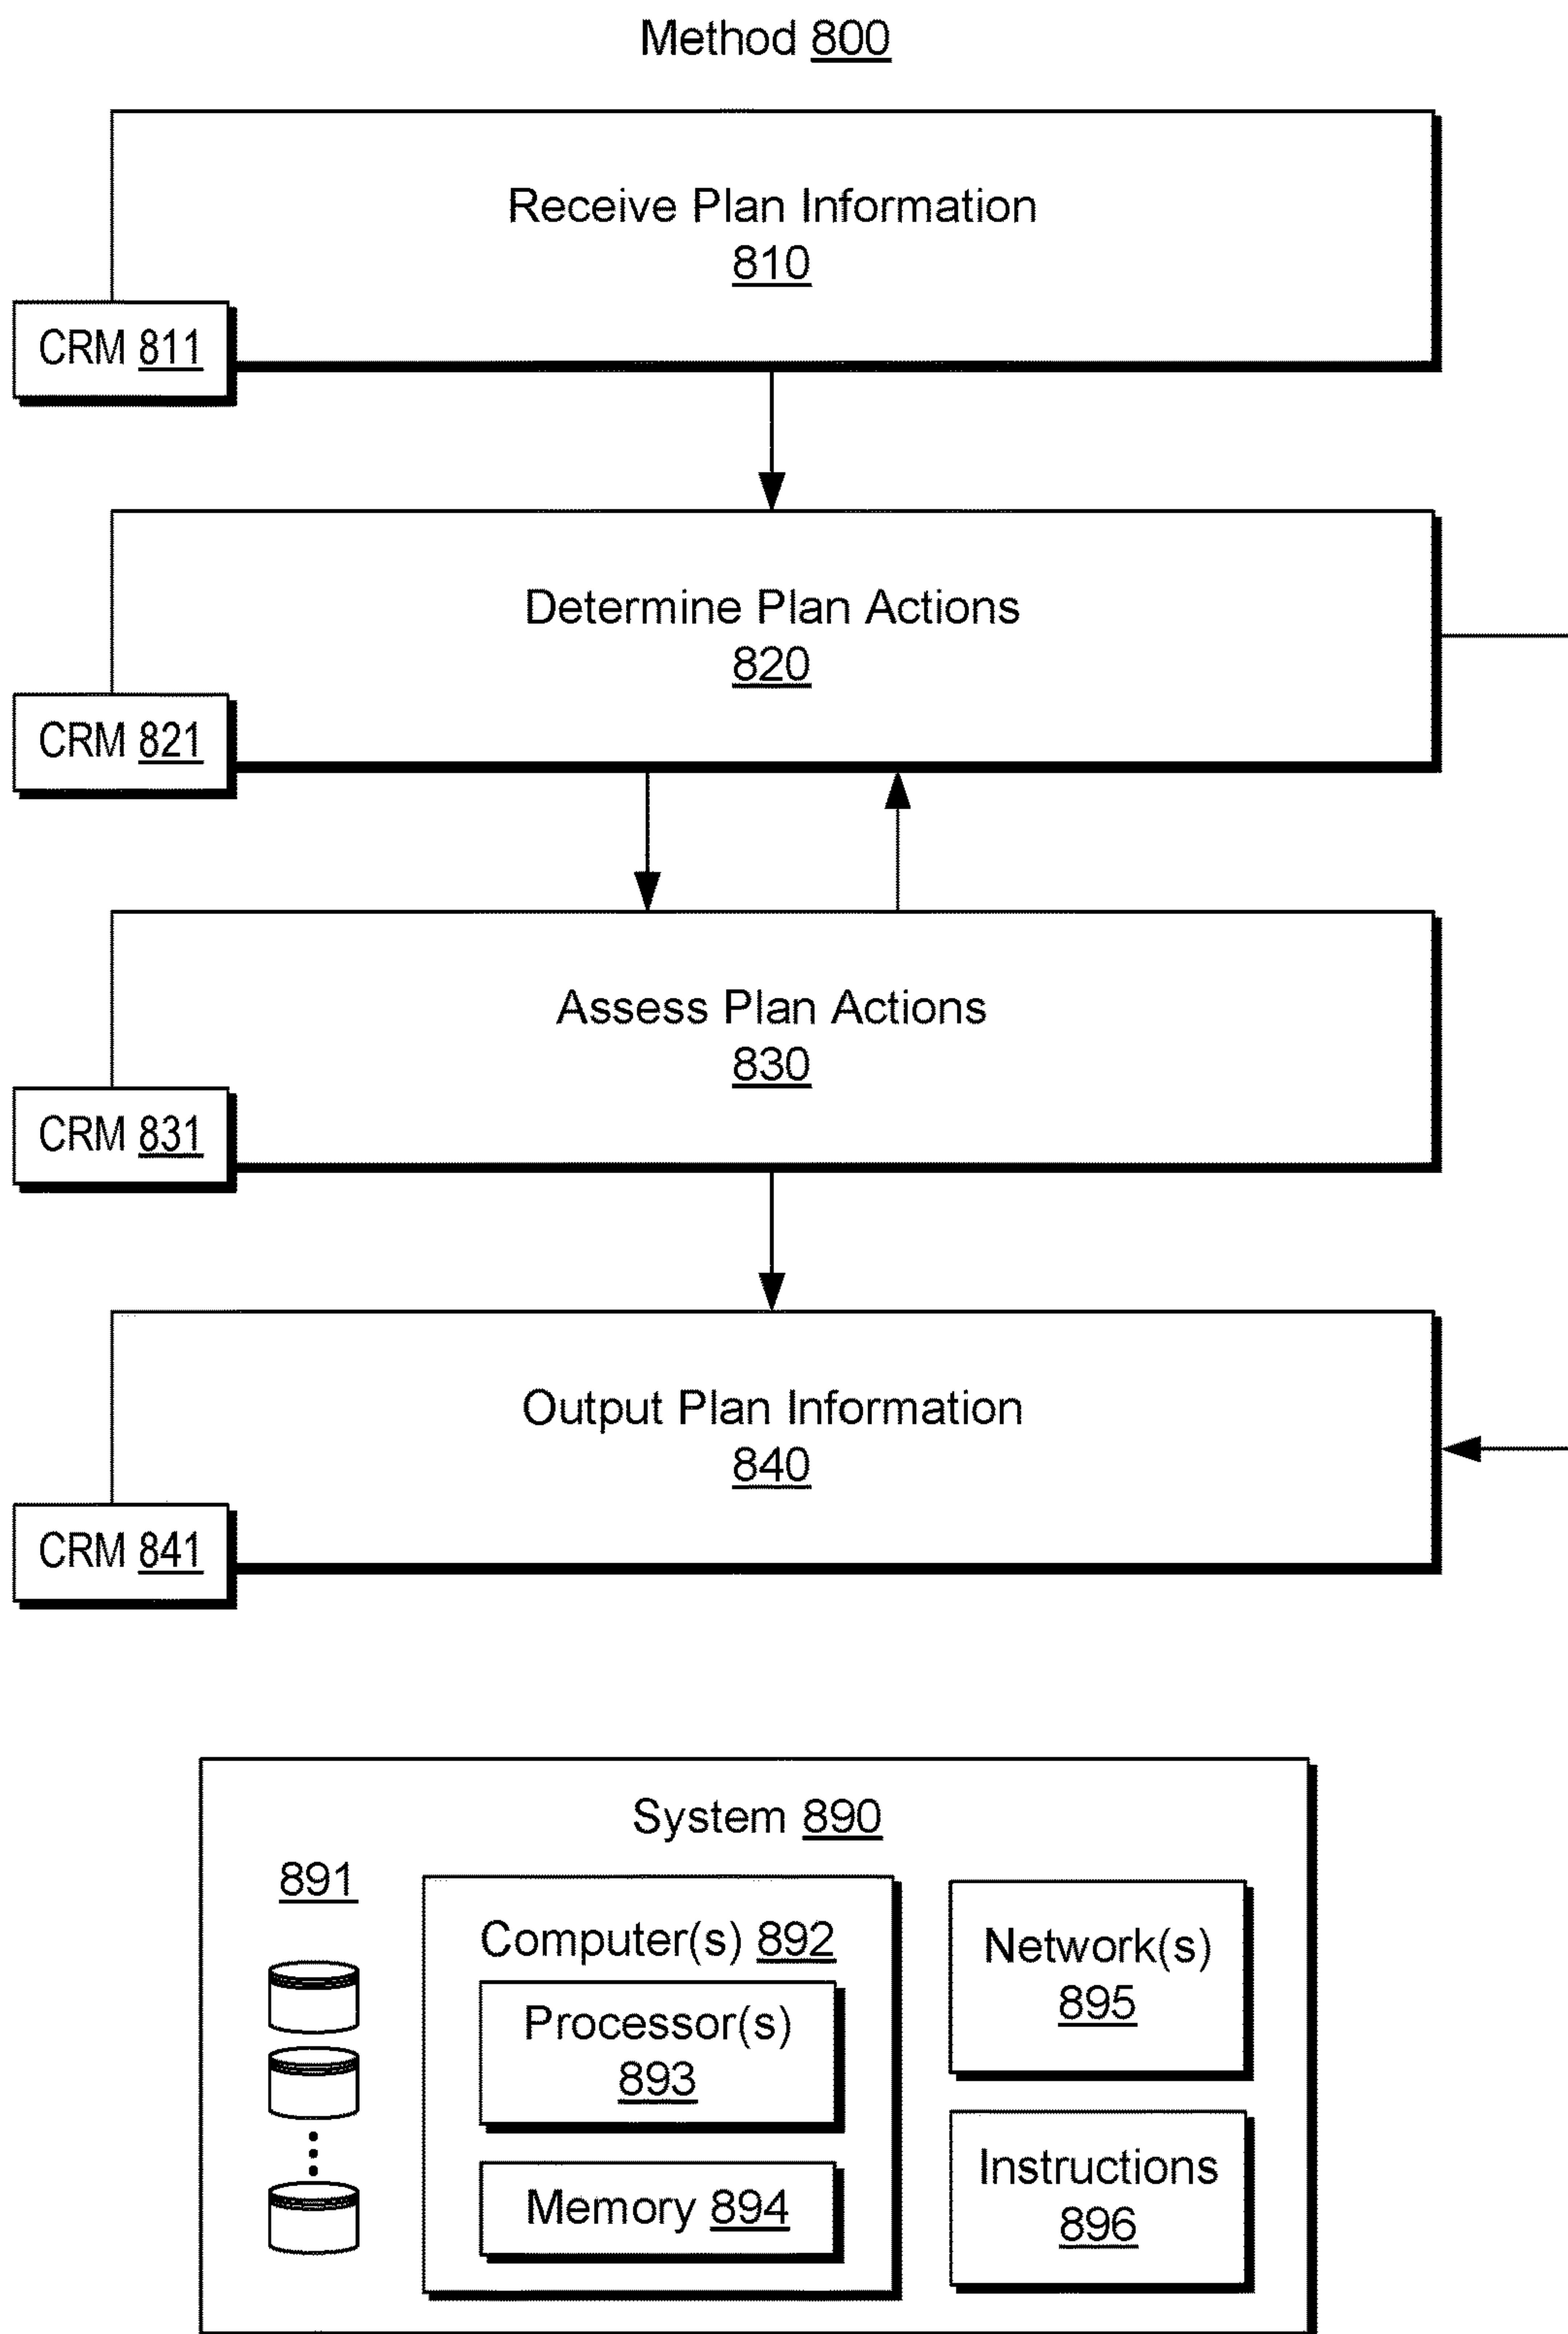 Method 800
Receive Plan Information
810
CRM 811
Determine Plan Actions
820
CRM 821
Assess Plan Actions
830
CRM 831
Output Plan Information
840
CRM 841
System 890
891
Computer(s) 892
Processor(s)
893
Memory 894
Network(s)
895
Instructions
896